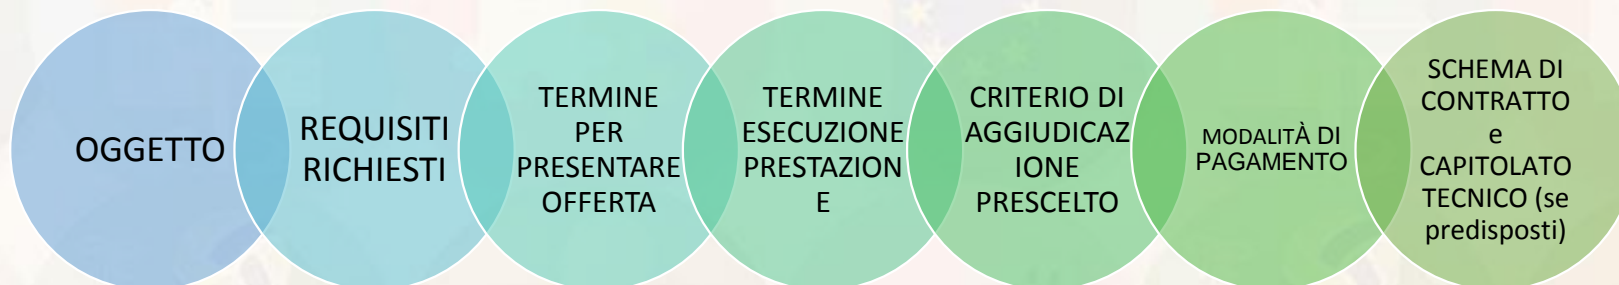 OGGETTO
REQUISITI
RICHIESTI
TERMINE
PER
PRESENTARE
OFFERTA
TERMINE
ESECUZIONE
PRESTAZION
E
CRITERIO DI
AGGIUDICAZ
IONE
PRESCELTO
MODALITÀ DI
PAGAMENTO
SCHEMA DI
CONTRATTO
e
CAPITOLATO
TECNICO (se
predisposti)